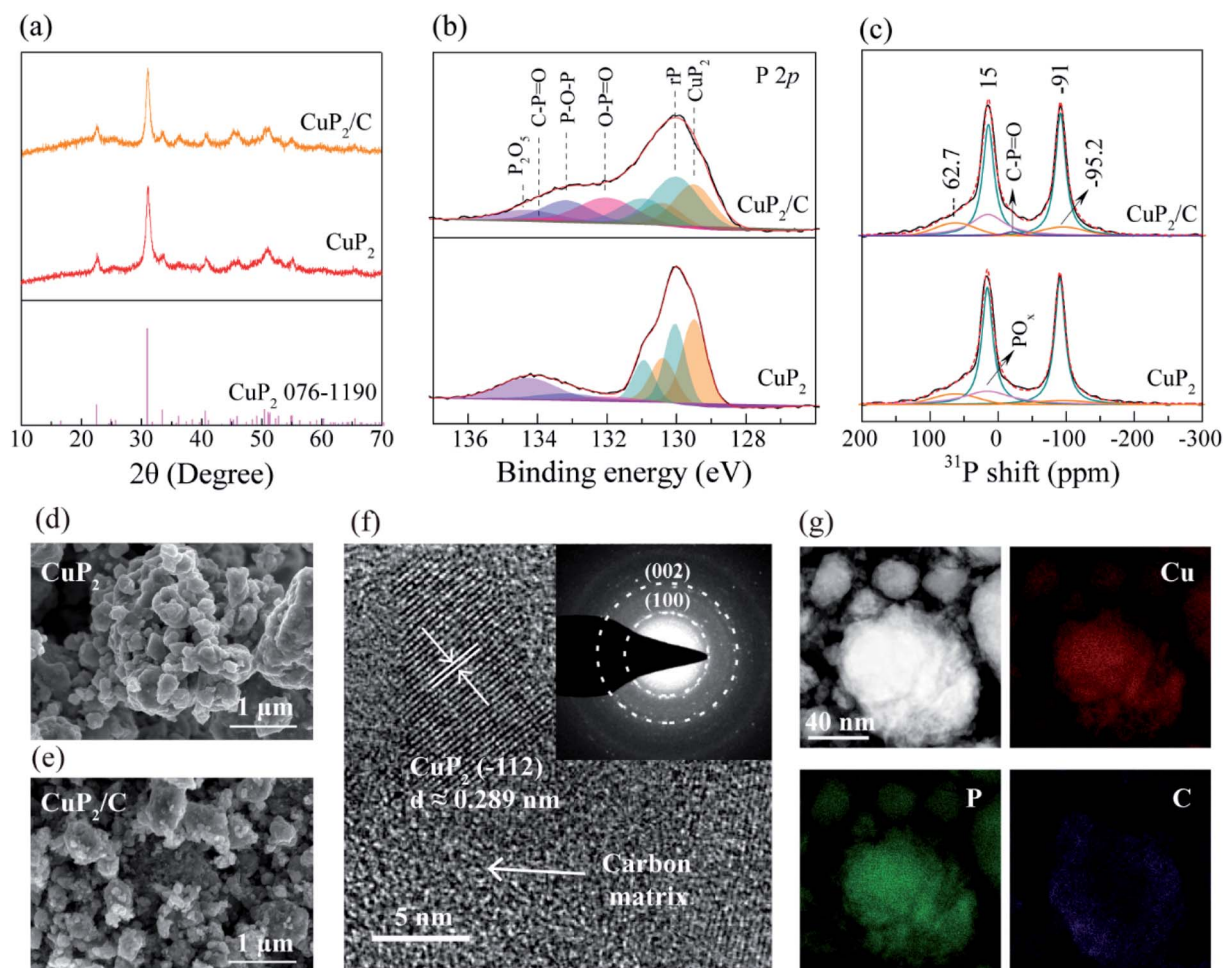 (a)
CuP₂/C
CuP₂
CuP₂ 076-1190
10 20 30 40 50 60 70
2θ (Degree)
(b)
P 2p
P₂O₅
C-P=O
P-O-P
O-P=O
rP
CuP₂
CuP₂/C
CuP₂
136 134 132 130 128
Binding energy (eV)
(c)
62.7
15
C-P=O
-91
-95.2
CuP₂/C
POₓ
CuP₂
200 100 0 -100 -200 -300
³¹P shift (ppm)
(d)
CuP₂
1 µm
(e)
CuP₂/C
1 µm
(f)
(002)
(100)
CuP₂ (-112)
d ≈ 0.289 nm
Carbon
matrix
5 nm
(g)
40 nm
Cu
P
C